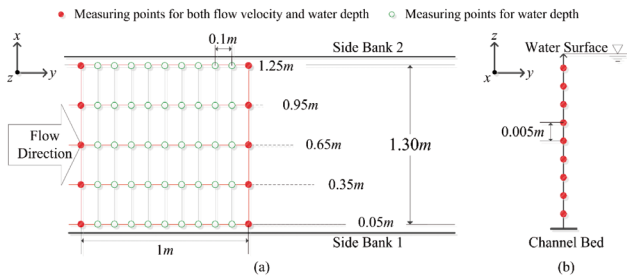 Measuring points for both flow velocity and water depth
Measuring points for water depth
x
z
y
0.1m
Side Bank 2
1.25m
0.95m
Flow
Direction
0.65m
1.30m
0.35m
0.05m
Side Bank 1
1m
(a)
z
x
y
Water Surface
0.005m
Channel Bed
(b)